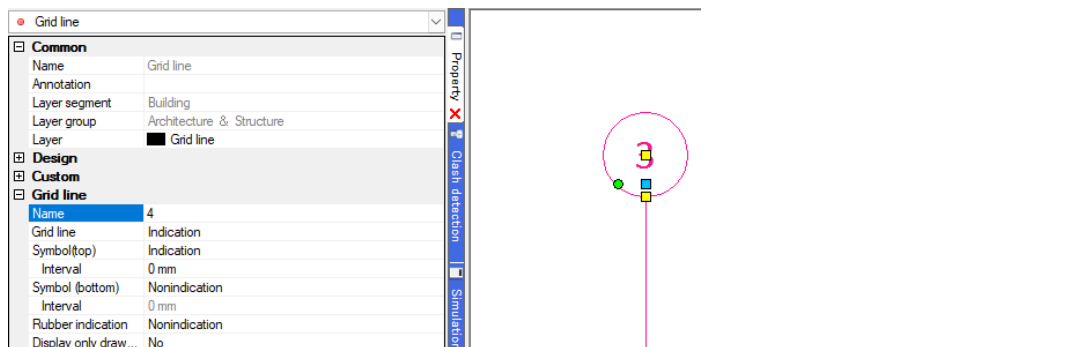 Grid line
Common
Name Grid line
Annotation
Layer segment Building
Layer group Architecture & Structure
Layer Grid line
Design
Custom
Grid line
Name 4
Grid line Indication
Symbol(top) Indication
Interval 0 mm
Symbol (bottom) Nonindication
Interval 0 mm
Rubber indication Nonindication
Display only draw... No
Property
Clash detection
Simulation
3